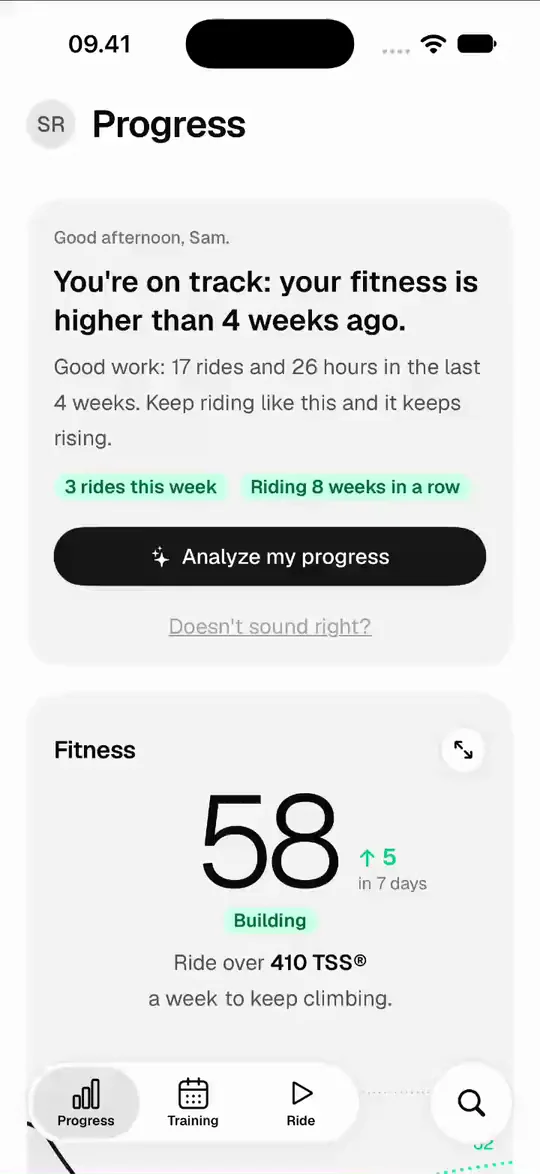 09.41
SR
Progress
Good afternoon, Sam.
You're on track: your fitness is
higher than 4 weeks ago.
Good work: 17 rides and 26 hours in the last
4 weeks. Keep riding like this and it keeps
rising.
3 rides this week
Riding 8 weeks in a row
Analyze my progress
Doesn't sound right?
Fitness
58
↑ 5
in 7 days
Building
Ride over 410 TSS®
a week to keep climbing.
Progress
Training
Ride